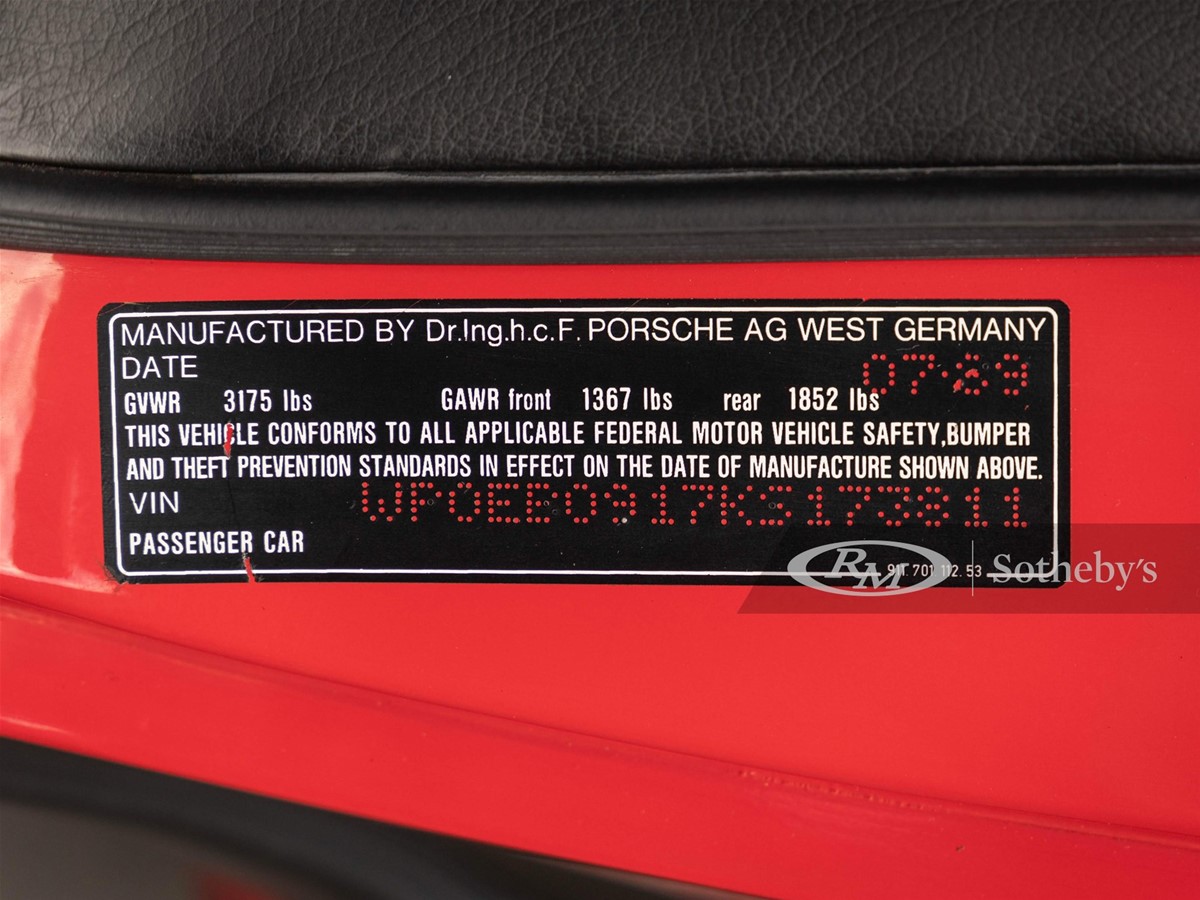 MANUFACTURED BY Dr.Ing.h.c.F. PORSCHE AG WEST GERMANY
DATE 07·89
GVWR 3175 lbs GAWR front 1367 lbs rear 1852 lbs
THIS VEHICLE CONFORMS TO ALL APPLICABLE FEDERAL MOTOR VEHICLE SAFETY,BUMPER
AND THEFT PREVENTION STANDARDS IN EFFECT ON THE DATE OF MANUFACTURE SHOWN ABOVE.
VIN WP0EB0917KS173811
PASSENGER CAR
911. 701 112. 53
RM Sotheby's